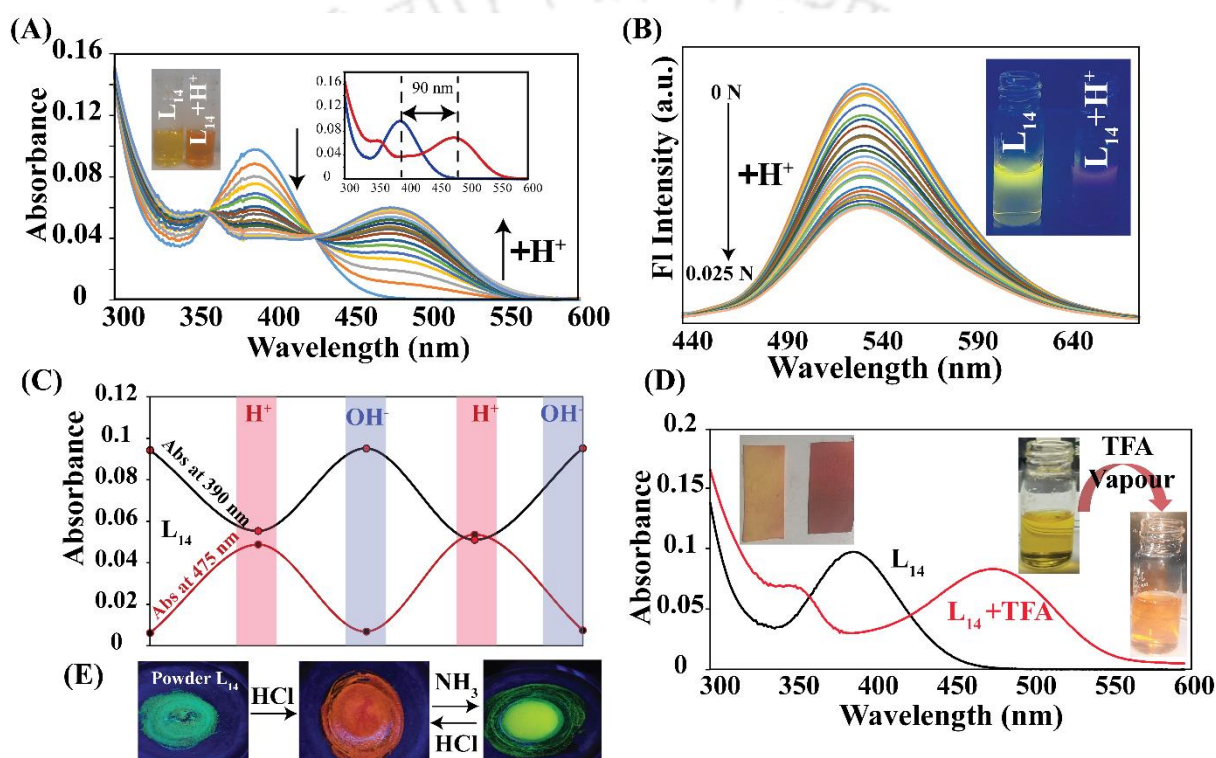 (A)
0.16
0.12
0.08
0.04
0
Absorbance
300 350 400 450 500 550 600
Wavelength (nm)
L₁₄
L₁₄+H⁺
0.16
0.12
0.08
0.04
0
300 350 400 450 500 550 600
90 nm
+H⁺
(B)
Fl Intensity (a.u.)
0 N
+H⁺
0.025 N
L₁₄
L₁₄+H⁺
440 490 540 590 640
Wavelength (nm)
(C)
0.12
0.1
0.08
0.06
0.04
0.02
0
Absorbance
H⁺ OH⁻ H⁺ OH⁻
Abs at 390 nm
L₁₄
Abs at 475 nm
(D)
0.2
0.15
0.1
0.05
0
Absorbance
TFA
Vapour
L₁₄
L₁₄+TFA
300 350 400 450 500 550 600
Wavelength (nm)
(E)
Powder L₁₄
HCl
NH₃
HCl